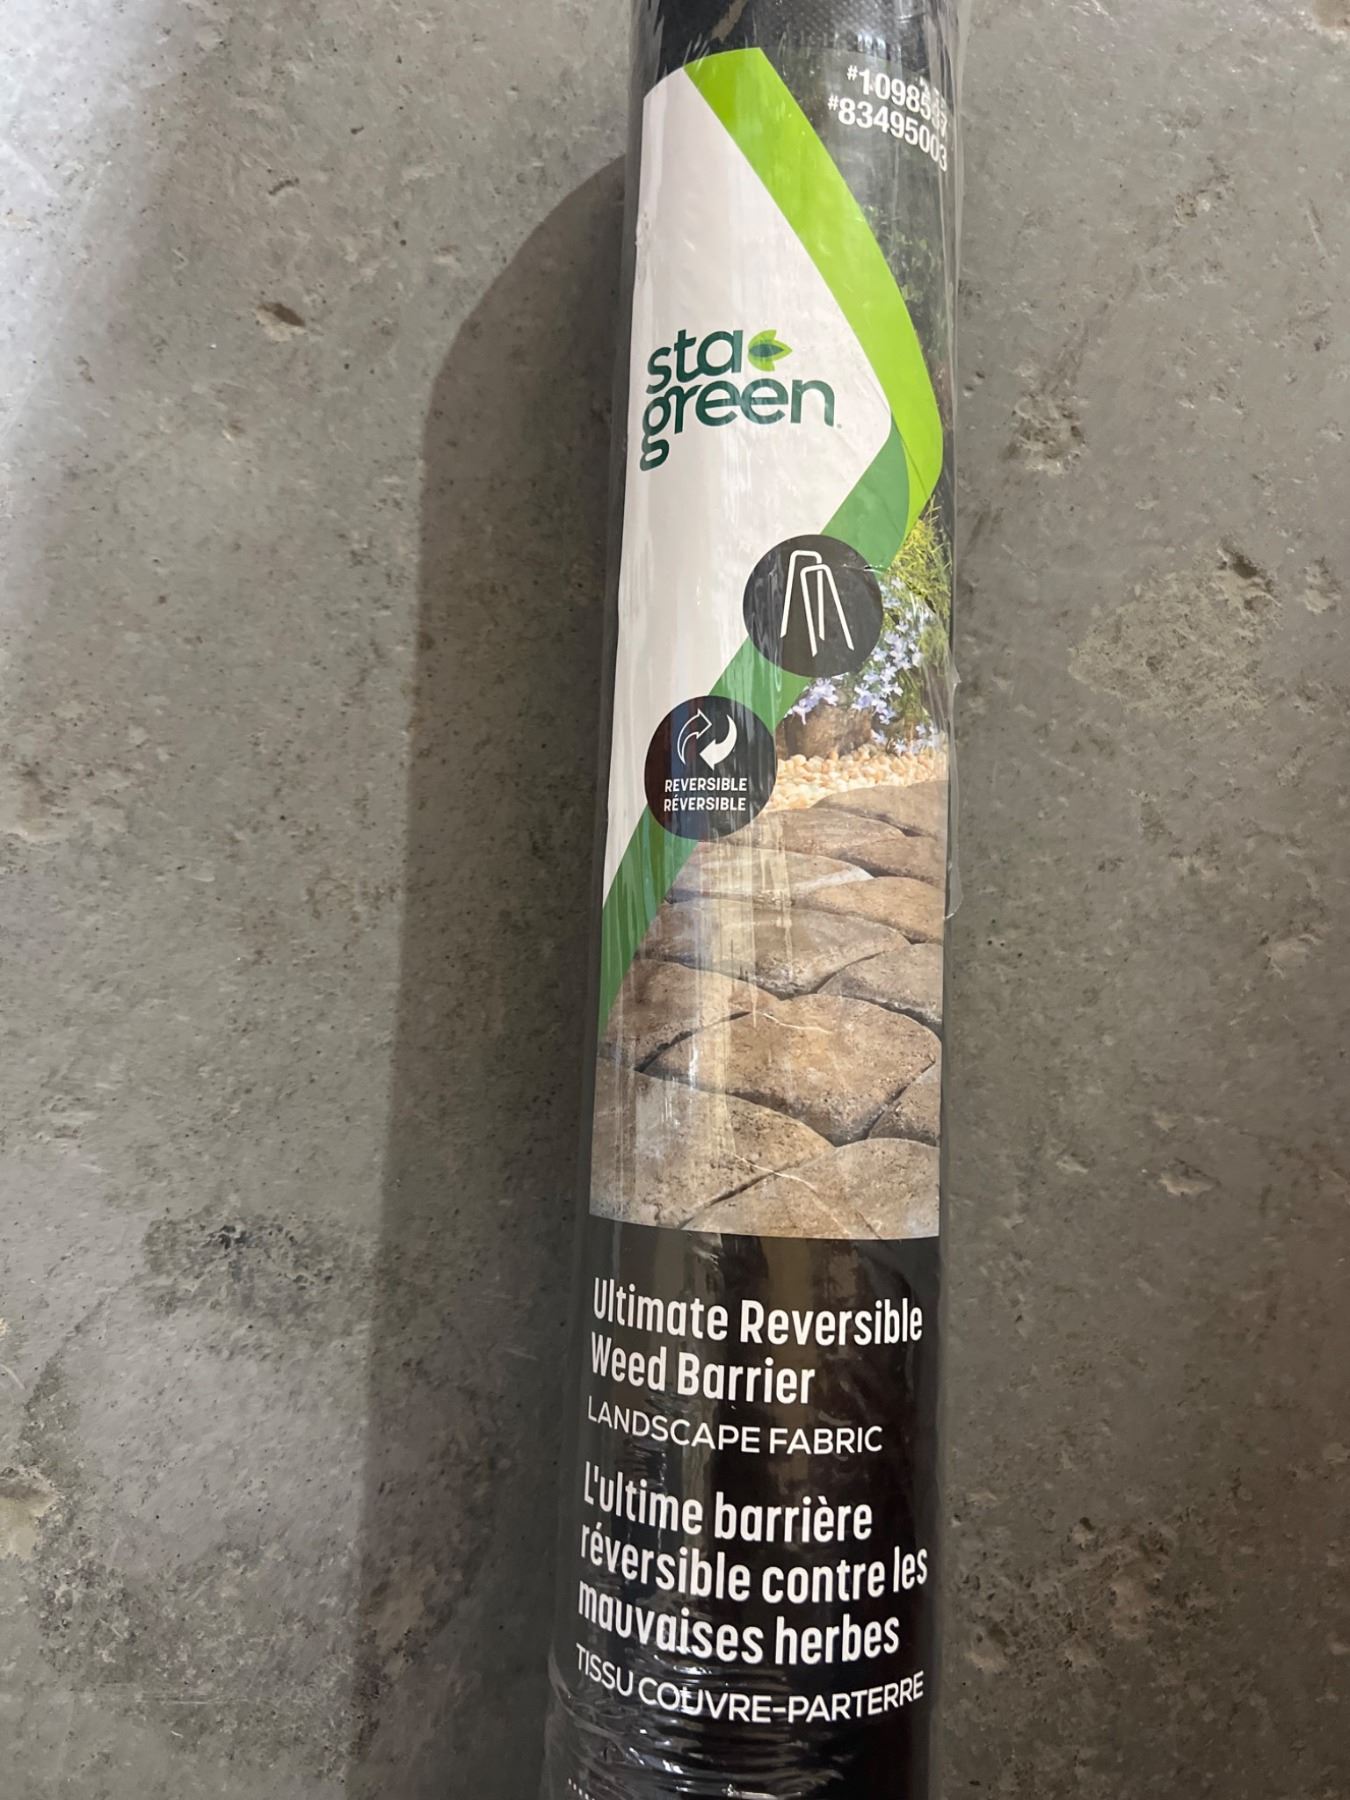 #83495003
sta
green
REVERSIBLE
RÉVERSIBLE
Ultimate Reversible
Weed Barrier
LANDSCAPE FABRIC
L'ultime barrière
réversible contre les
mauvaises herbes
TISSU COUVRE-PARTERRE